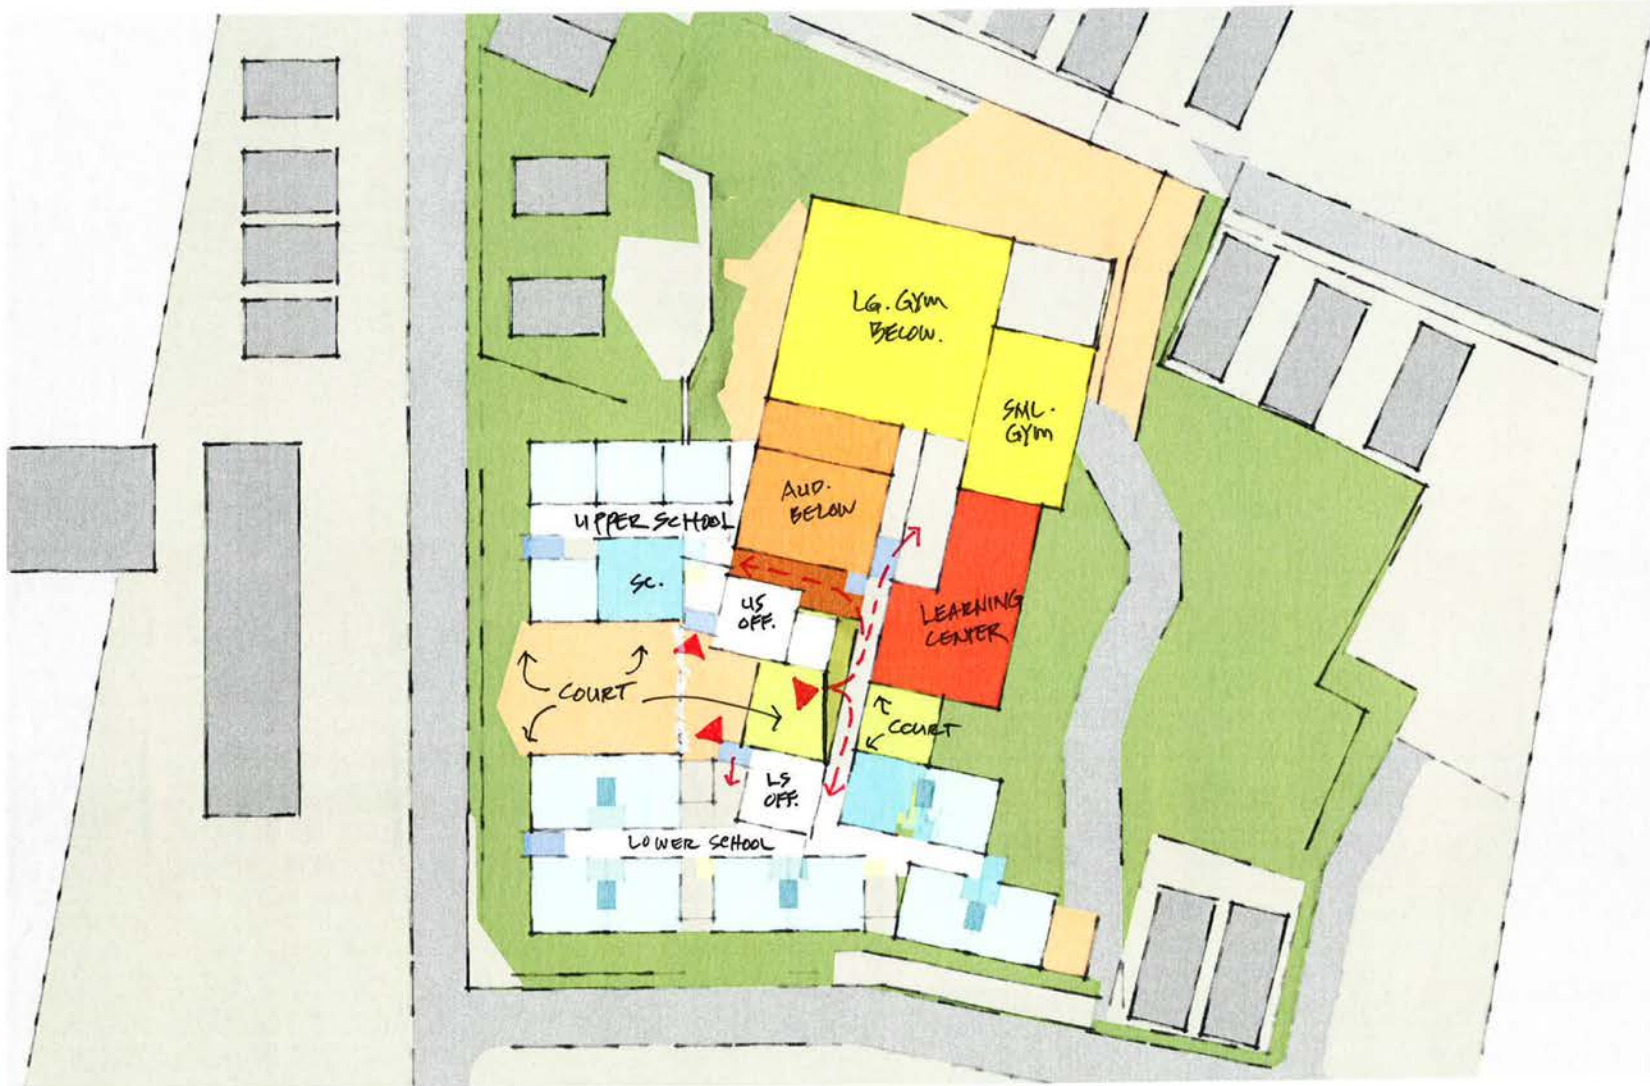 LG. GYM
BELOW.
SML.
GYM
AUD.
BELOW
UPPER SCHOOL
SC.
US
OFF.
LEARNING
CENTER
COURT
COURT
LS
OFF.
LOWER SCHOOL